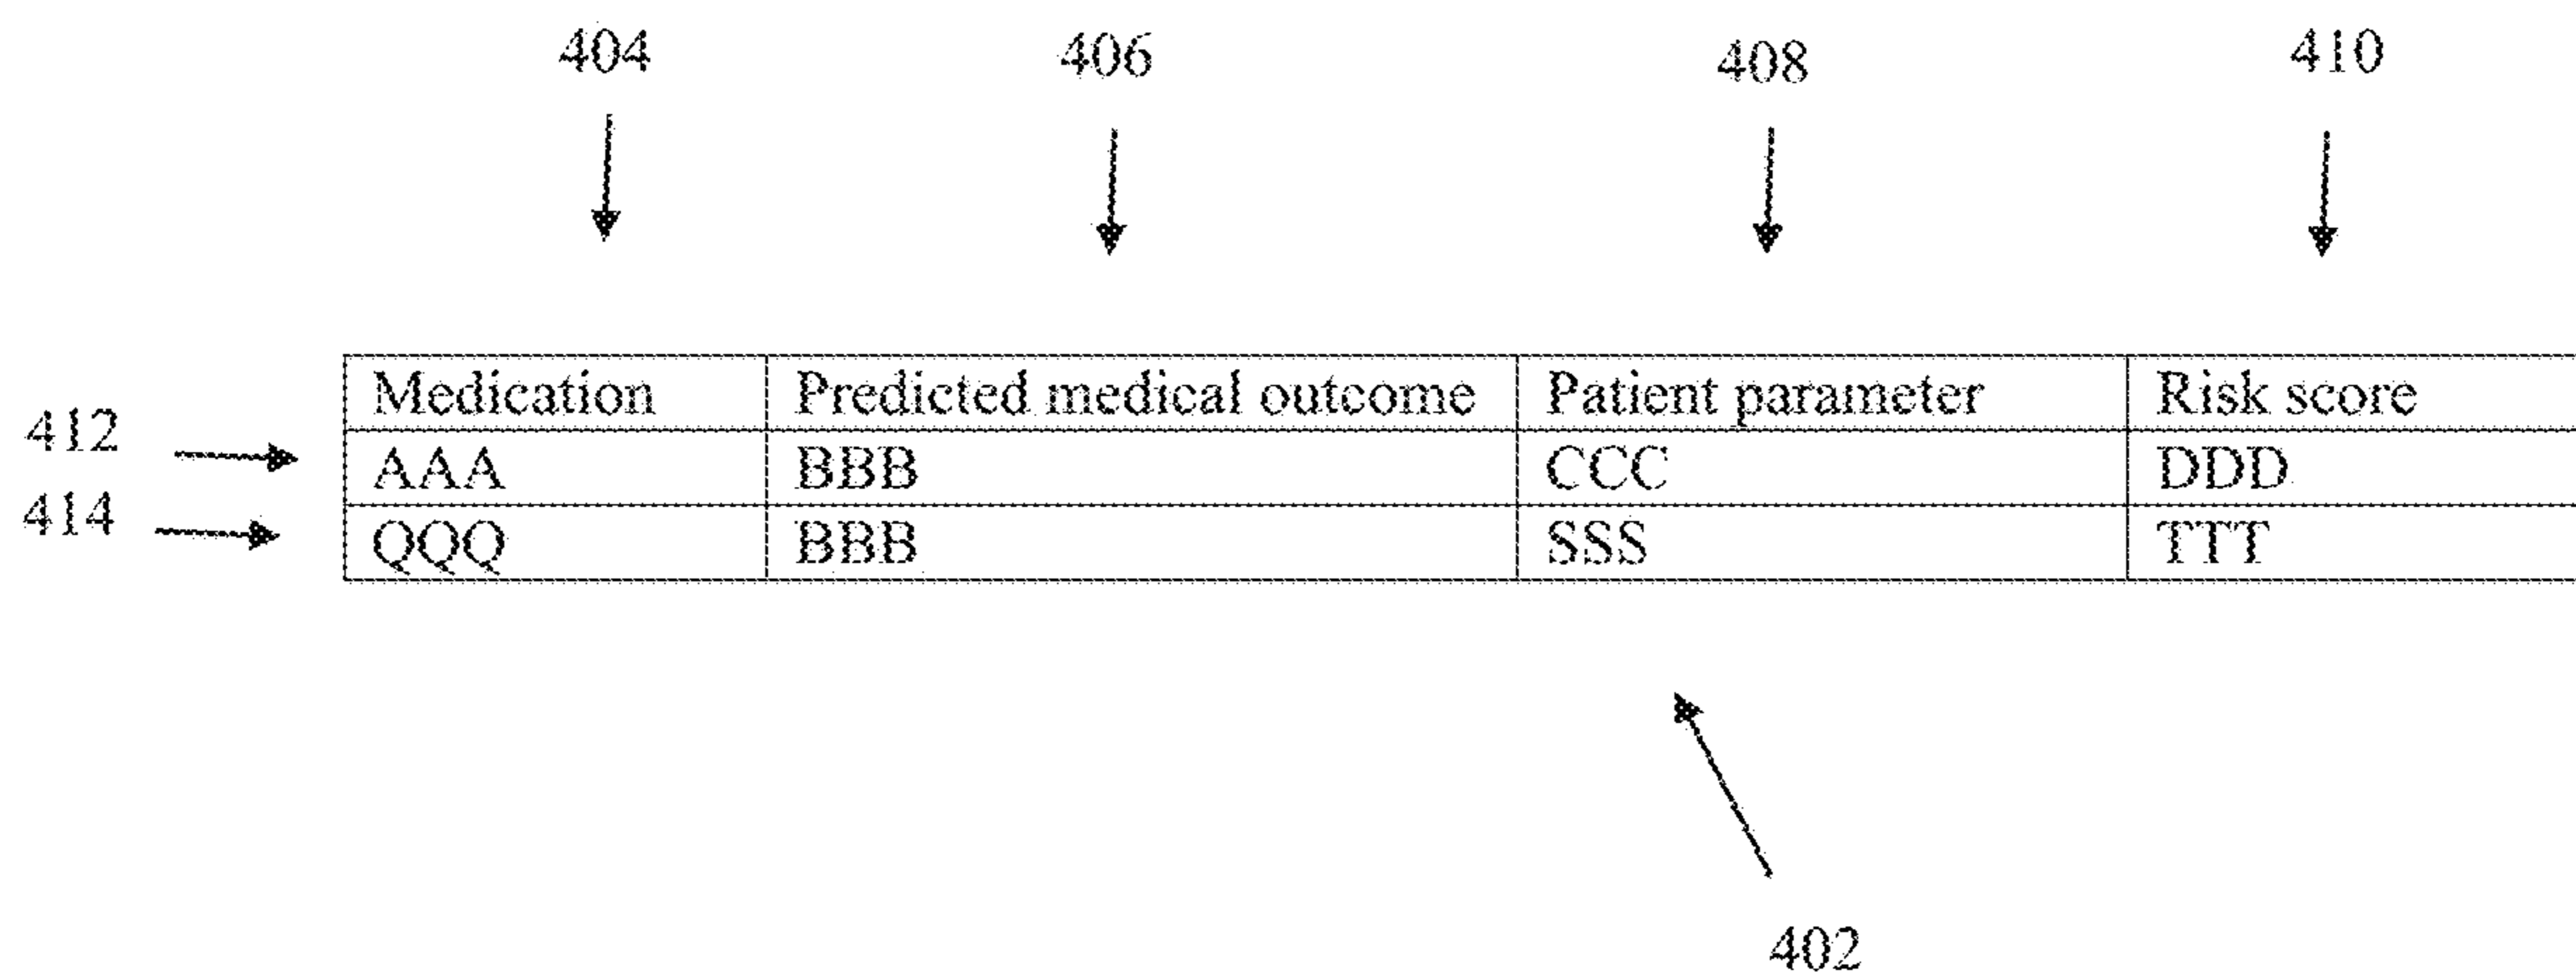 404 406 408 410
Medication Predicted medical outcome Patient parameter Risk score
412
AAA BBB CCC DDD
414
QQQ BBB SSS TTT
402